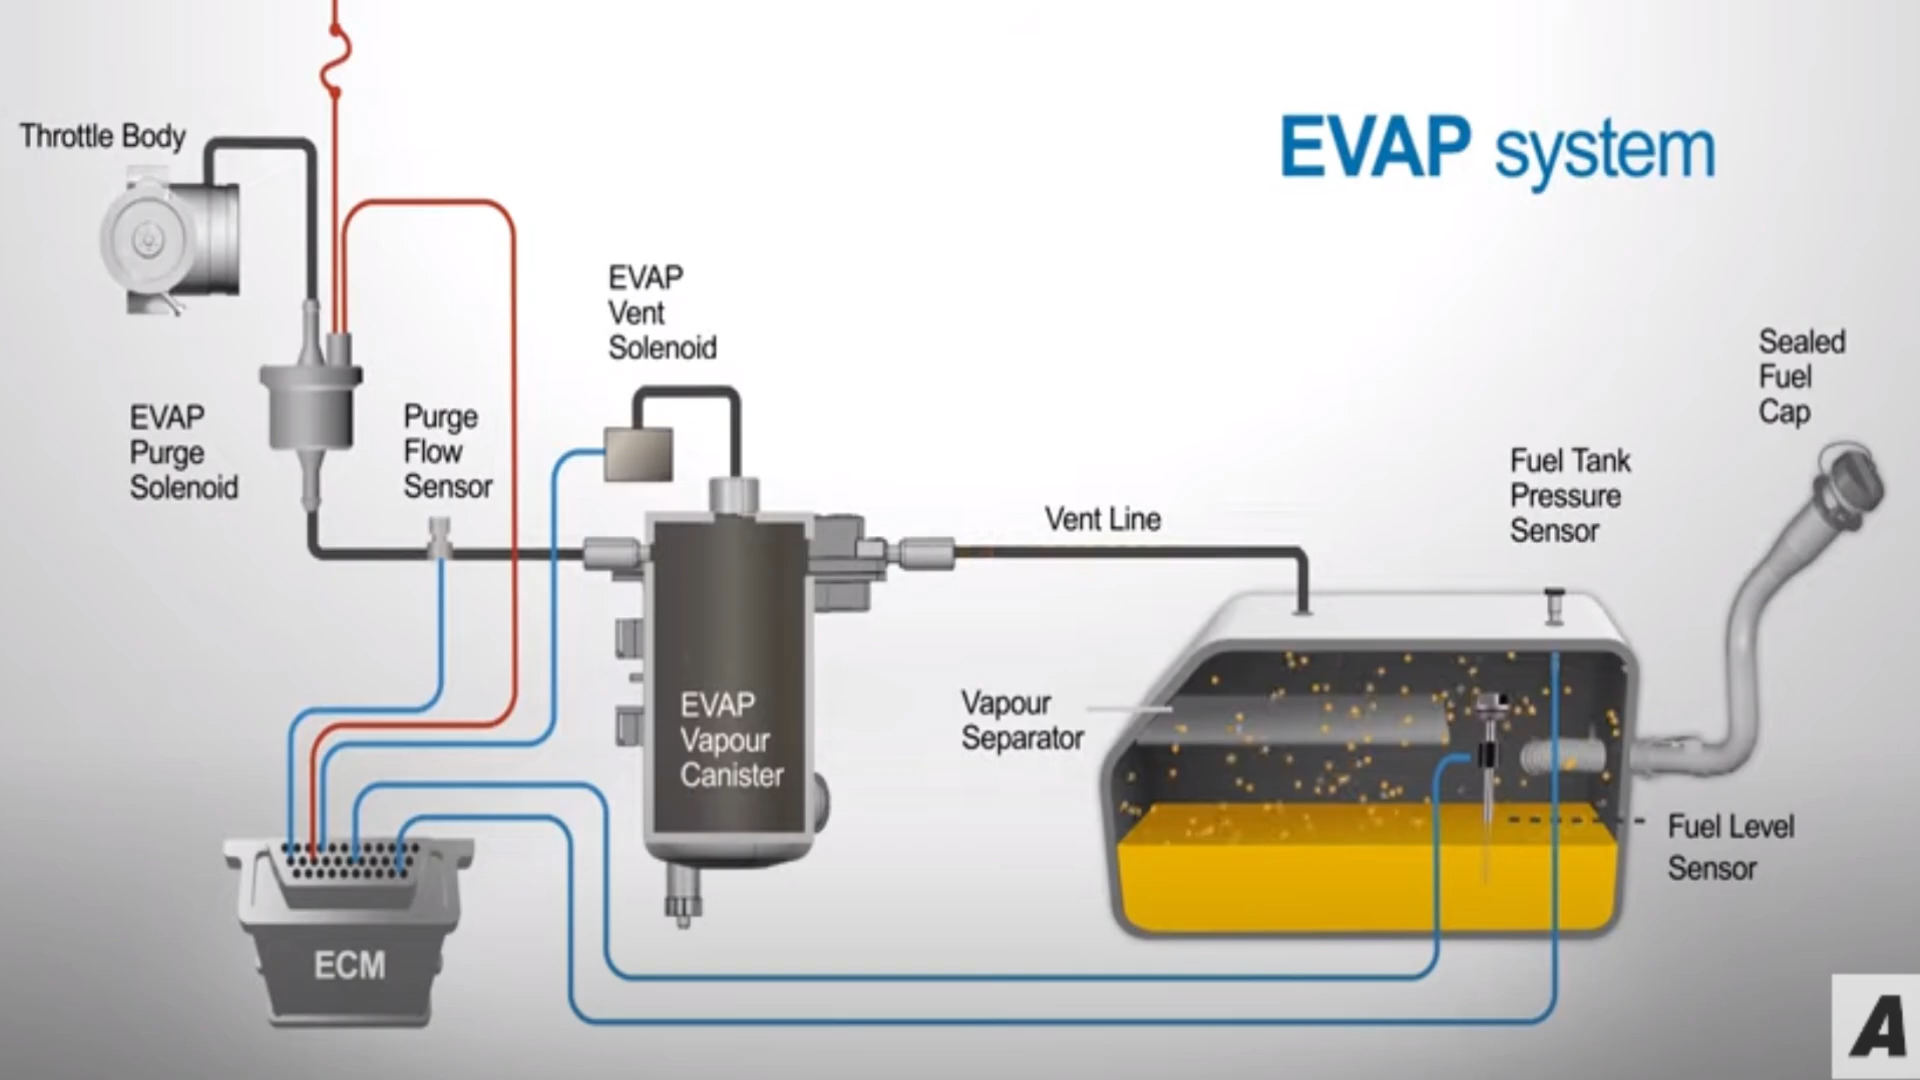 EVAP system
Throttle Body
EVAP
Vent
Solenoid
Sealed
Fuel
Cap
EVAP
Purge
Solenoid
Purge
Flow
Sensor
Fuel Tank
Pressure
Sensor
Vent Line
EVAP
Vapour
Canister
Vapour
Separator
Fuel Level
Sensor
ECM
A